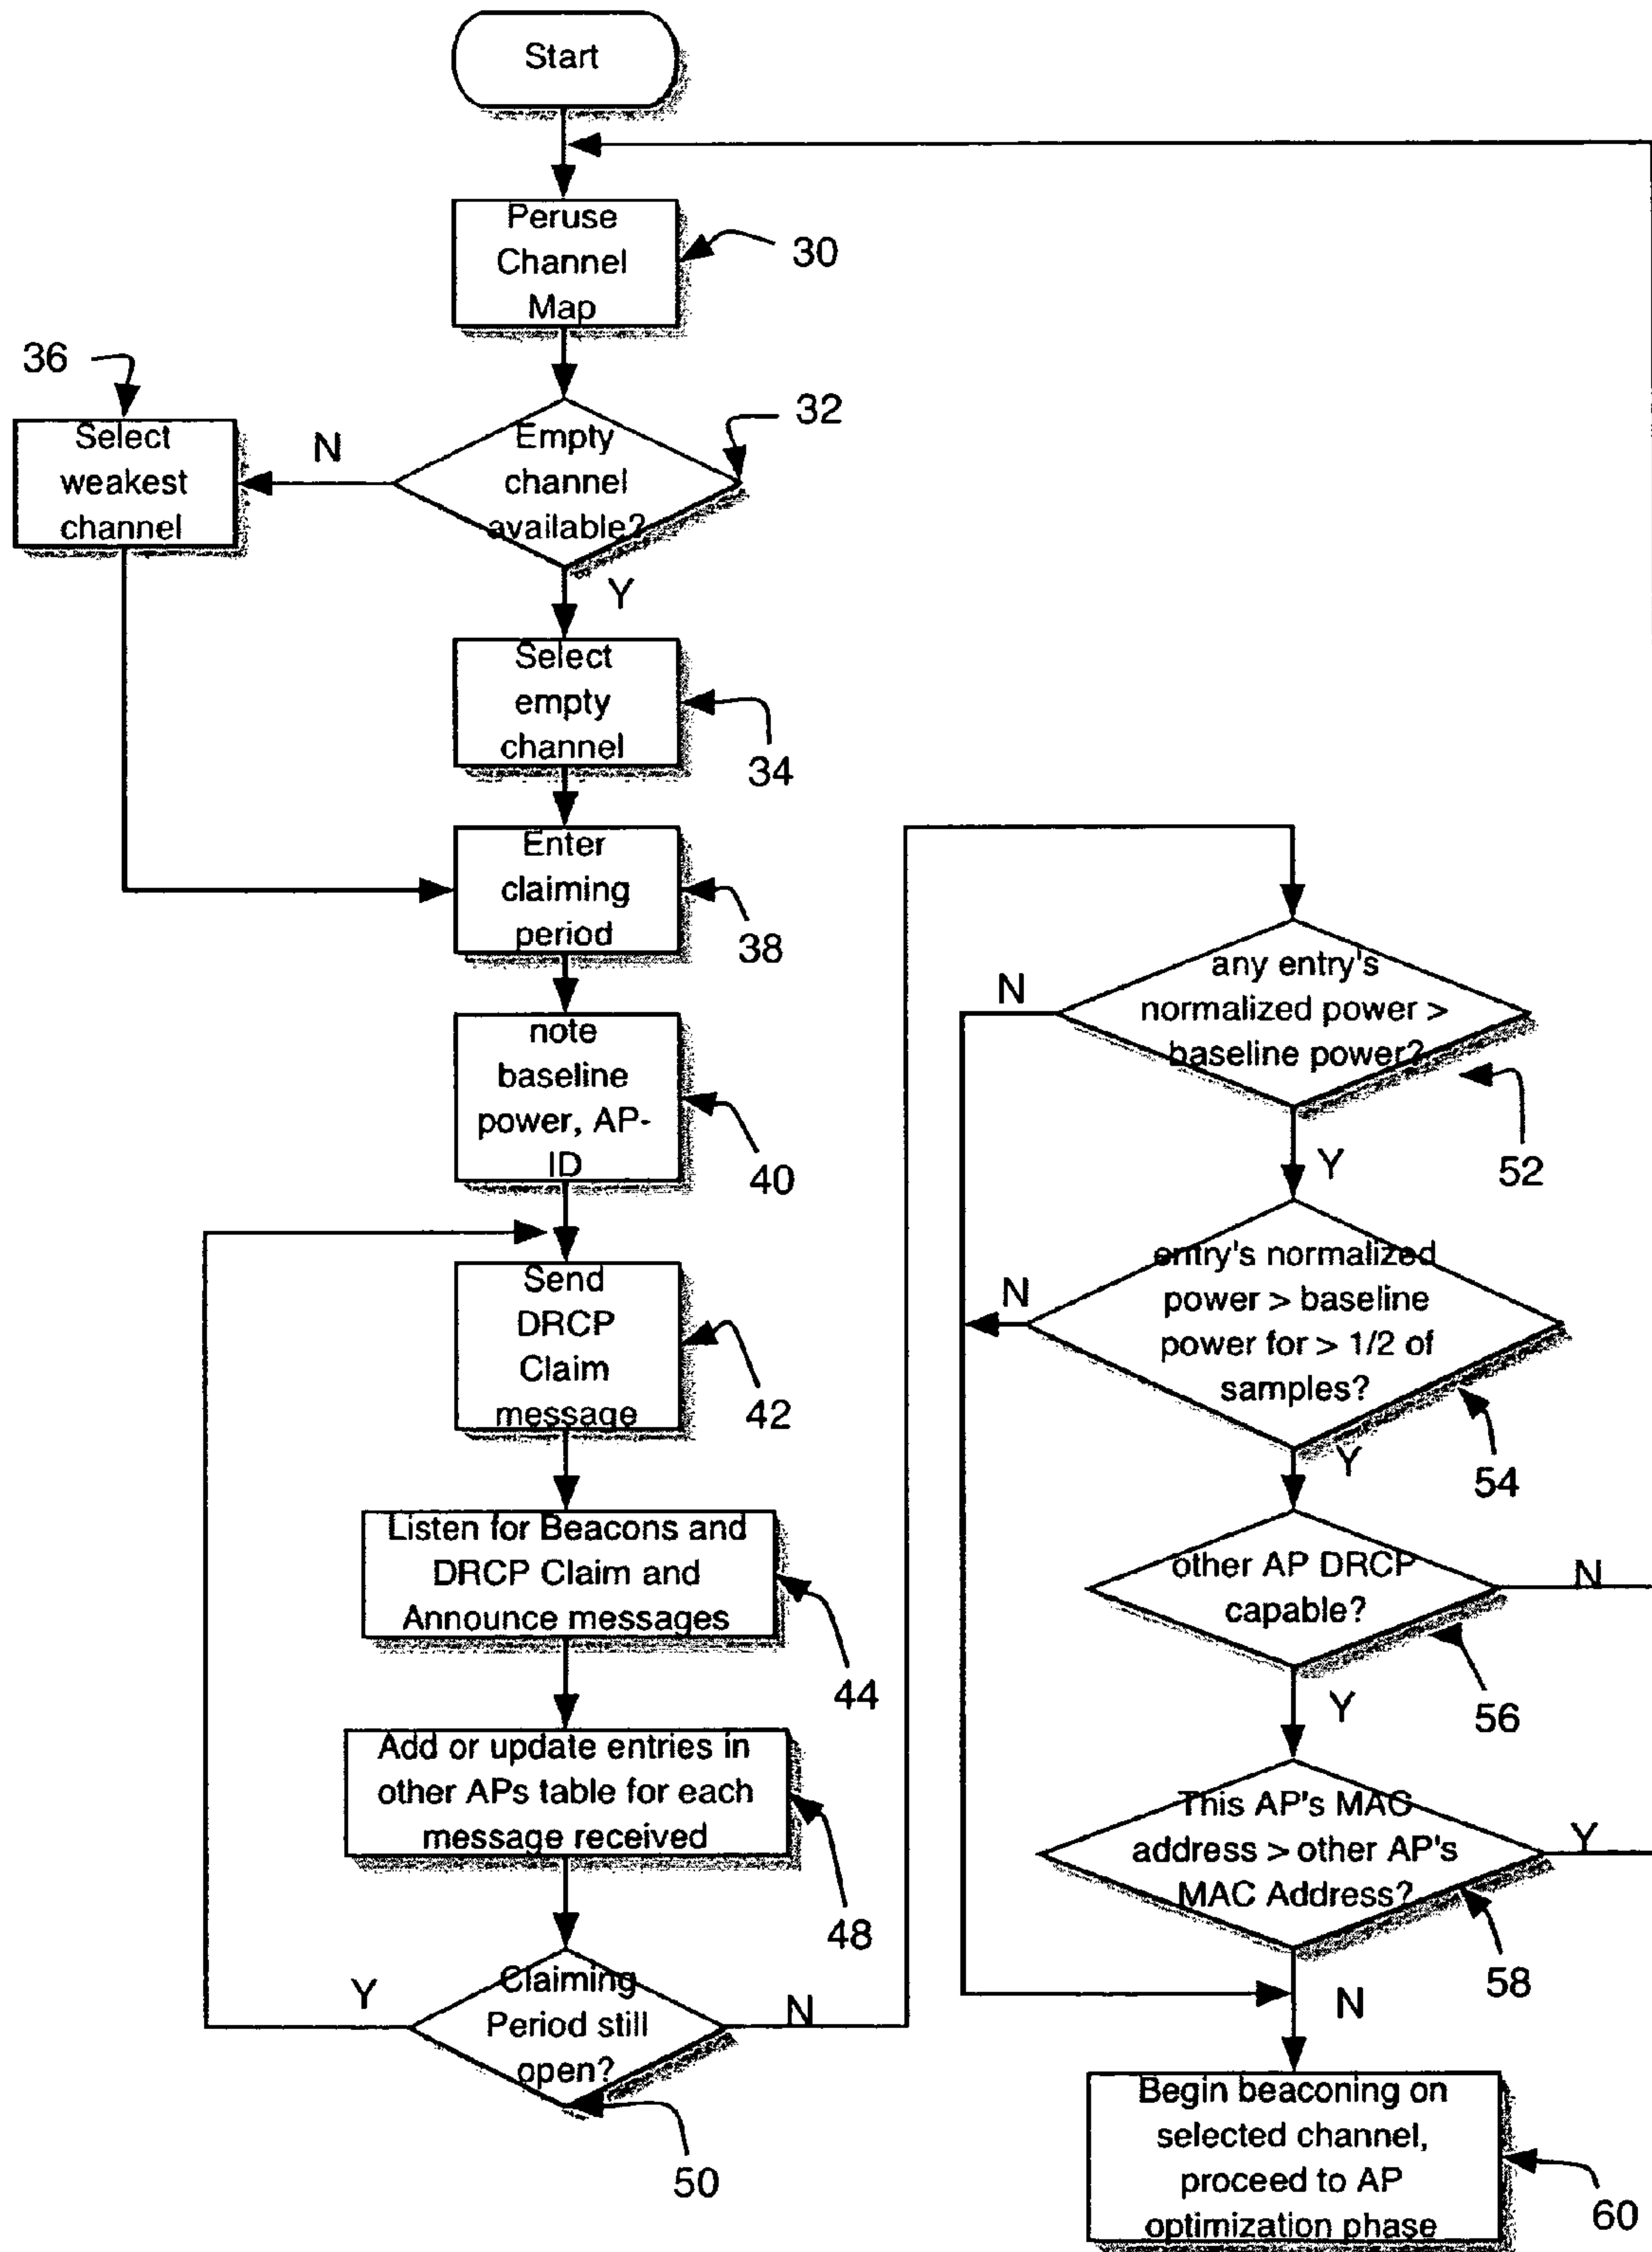 Start
Peruse
Channel
Map
30
36
Select
weakest
channel
N
Empty
channel
available?
32
Y
Select
empty
channel
34
Enter
claiming
period
38
note
baseline
power, AP-
ID
40
Send
DRCP
Claim
message
42
Listen for Beacons and
DRCP Claim and
Announce messages
44
Add or update entries in
other APs table for each
message received
48
Y
Claiming
Period still
open?
N
50
any entry's
normalized power >
baseline power?
N
52
Y
entry's normalized
power > baseline
power for > 1/2 of
samples?
N
54
Y
other AP DRCP
capable?
N
56
Y
This AP's MAC
address > other AP's
MAC Address?
Y
58
N
Begin beaconing on
selected channel,
proceed to AP
optimization phase
60